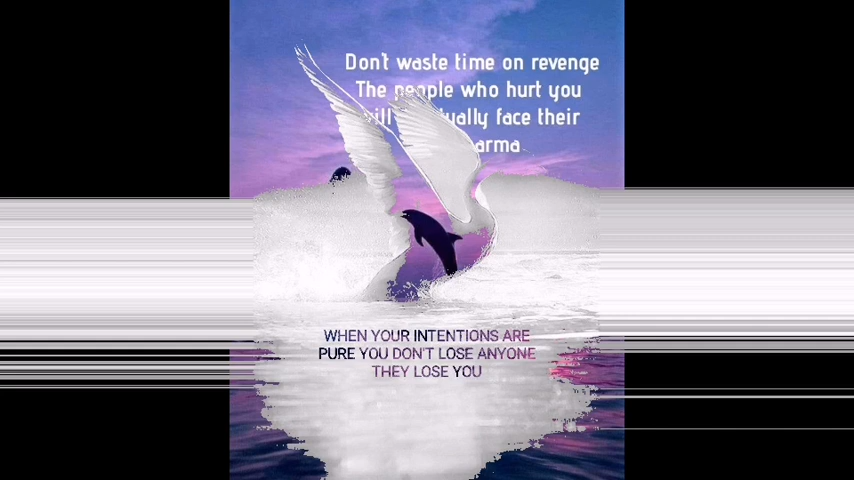 Don't waste time on revenge
The people who hurt you
will face their
WHEN YOUR INTENTIONS ARE
PURE YOU DON'T LOSE ANYONE
THEY LOSE YOU